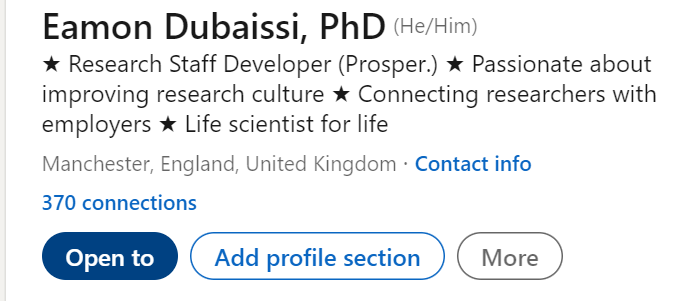 Eamon Dubaissi, PhD (He/Him)
★ Research Staff Developer (Prosper.) ★ Passionate about
improving research culture ★ Connecting researchers with
employers ★ Life scientist for life
Manchester, England, United Kingdom · Contact info
370 connections
Open to Add profile section More